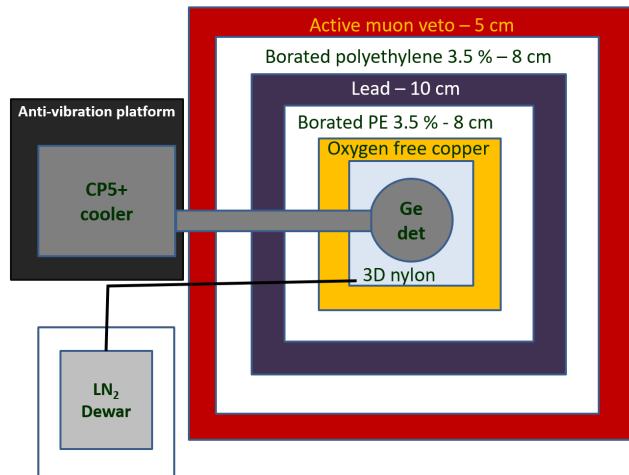 Active muon veto – 5 cm
Borated polyethylene 3.5 % – 8 cm
Lead – 10 cm
Anti-vibration platform
Borated PE 3.5 % - 8 cm
Oxygen free copper
CP5+
cooler
Ge
det
3D nylon
LN₂
Dewar